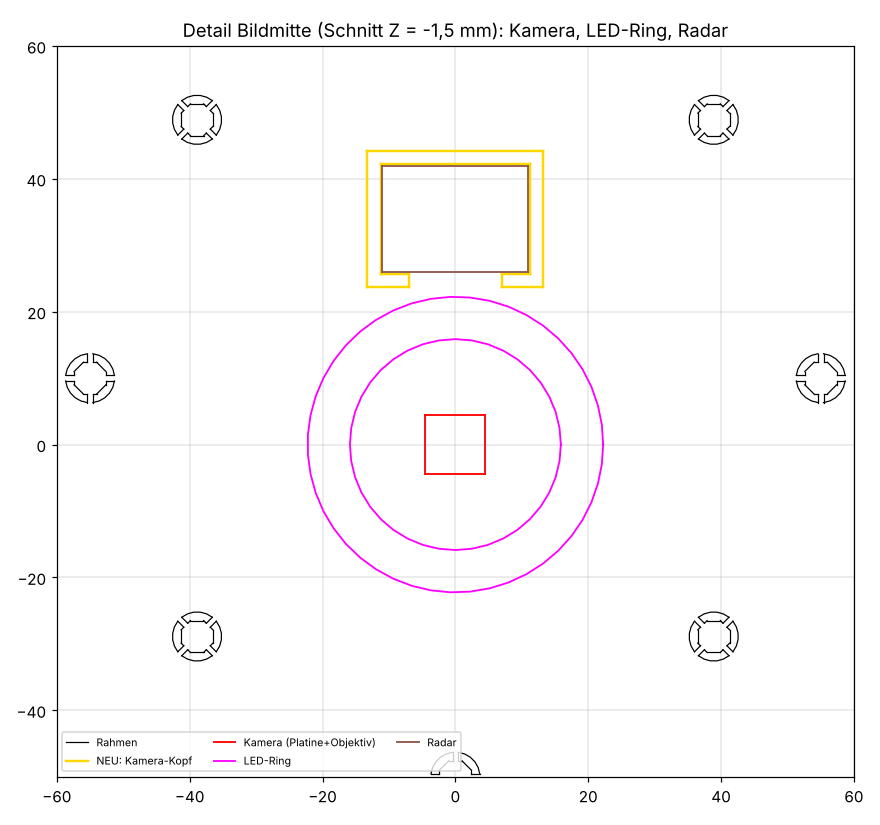 Detail Bildmitte (Schnitt Z = -1,5 mm): Kamera, LED-Ring, Radar
60
40
20
0
−20
−40
Rahmen
NEU: Kamera-Kopf
Kamera (Platine+Objektiv)
LED-Ring
Radar
−60
−40
−20
0
20
40
60